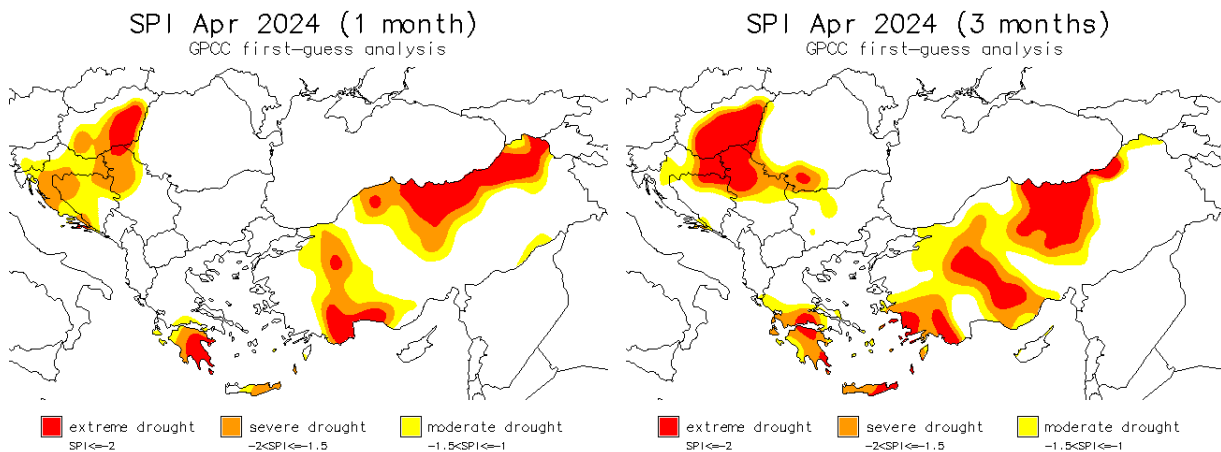 SPI Apr 2024 (1 month)
GPCC first—guess analysis
extreme drought
SPI<=-2
severe drought
-2<SPI<=-1.5
moderate drought
-1.5<SPI<=-1
SPI Apr 2024 (3 months)
GPCC first—guess analysis
extreme drought
SPI<=-2
severe drought
-2<SPI<=-1.5
moderate drought
-1.5<SPI<=-1